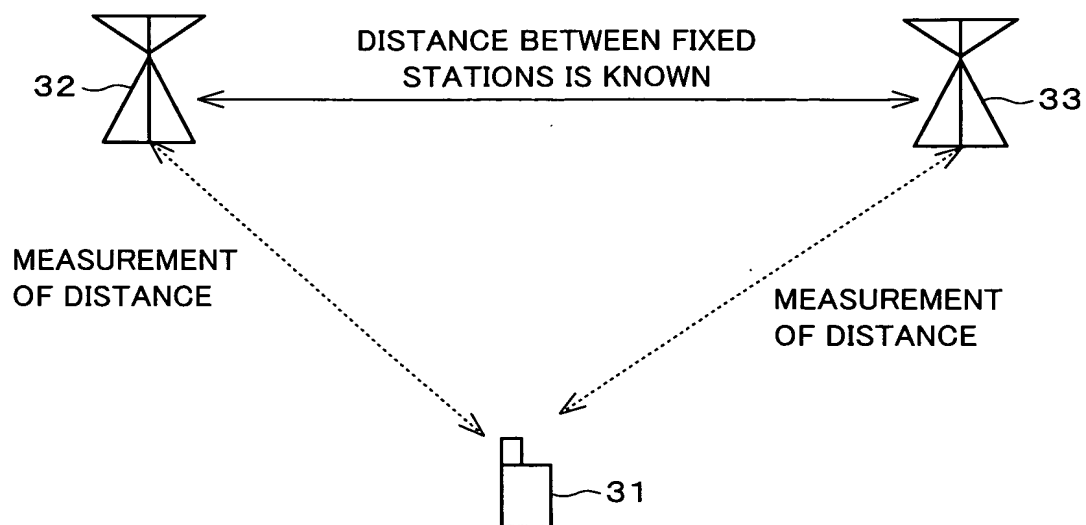 DISTANCE BETWEEN FIXED
STATIONS IS KNOWN
32
33
MEASUREMENT
OF DISTANCE
MEASUREMENT
OF DISTANCE
31